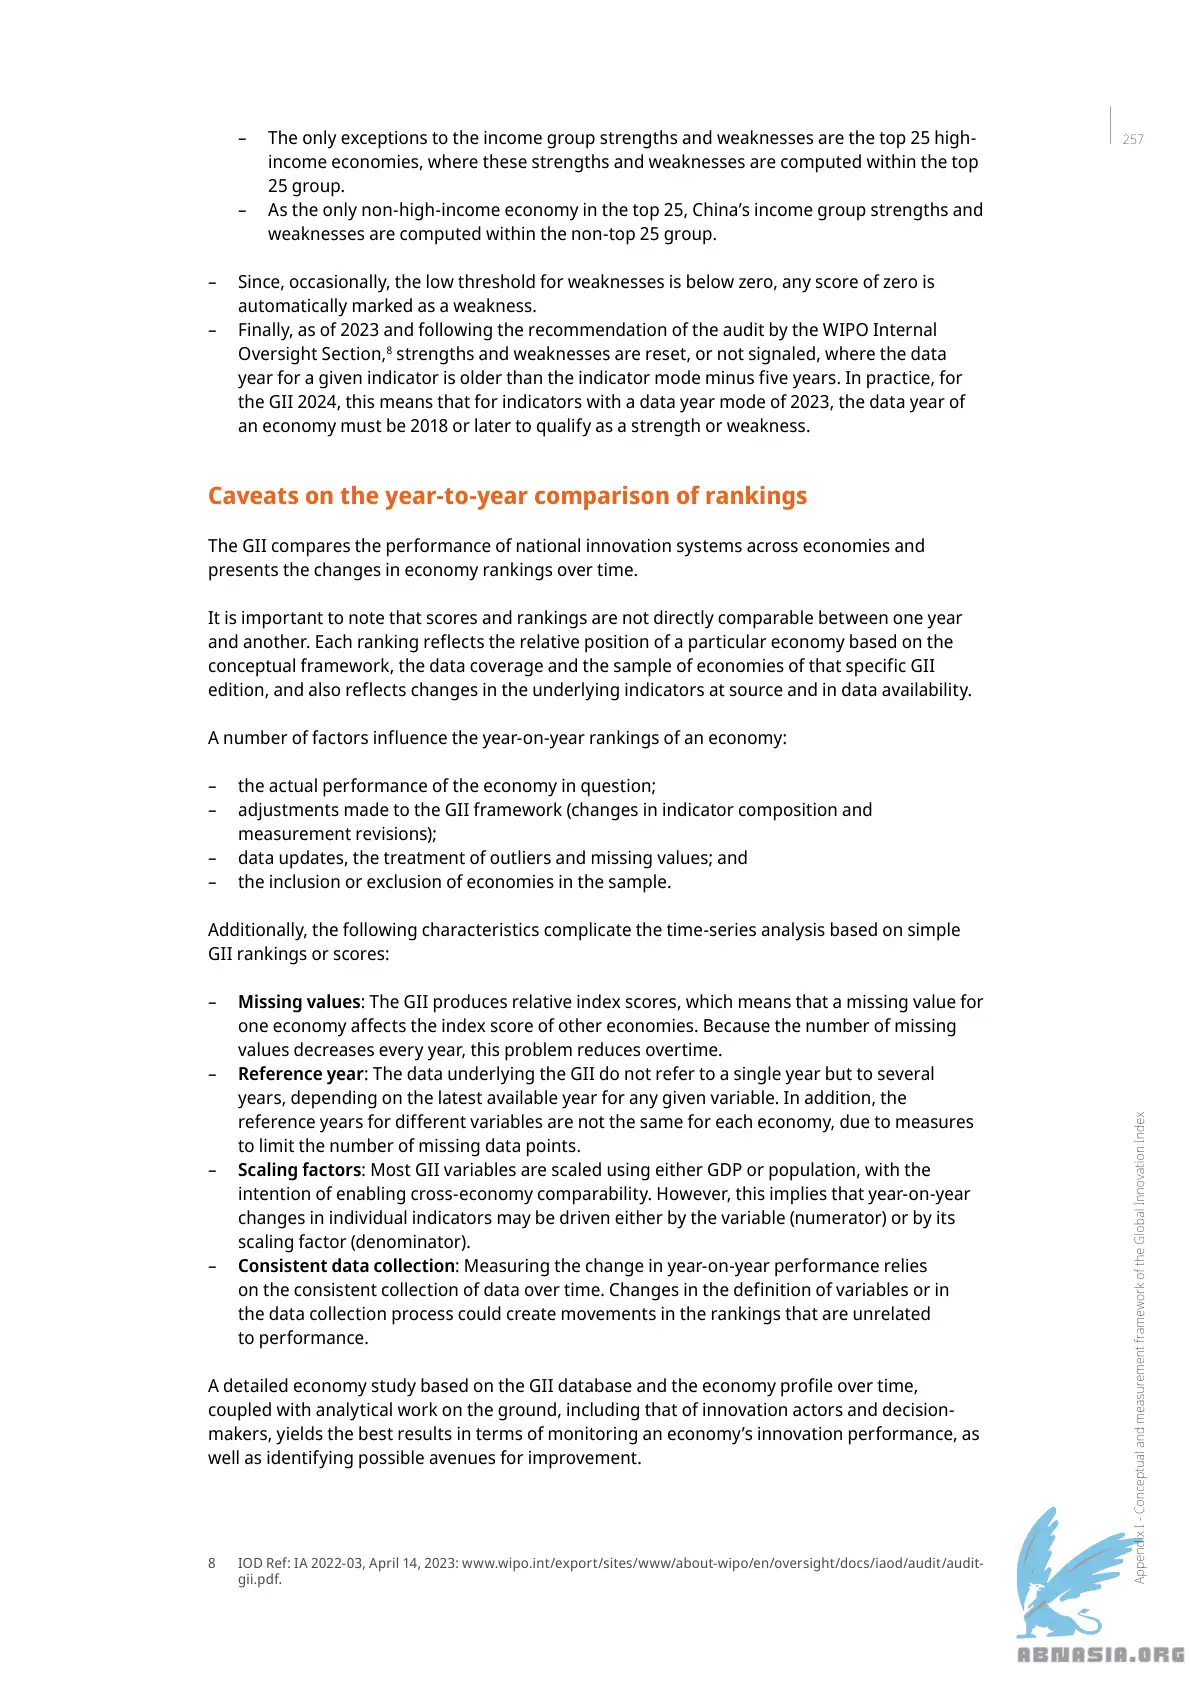 257
– The only exceptions to the income group strengths and weaknesses are the top 25 high-
income economies, where these strengths and weaknesses are computed within the top
25 group.
– As the only non-high-income economy in the top 25, China’s income group strengths and
weaknesses are computed within the non-top 25 group.
– Since, occasionally, the low threshold for weaknesses is below zero, any score of zero is
automatically marked as a weakness.
– Finally, as of 2023 and following the recommendation of the audit by the WIPO Internal
Oversight Section,⁸ strengths and weaknesses are reset, or not signaled, where the data
year for a given indicator is older than the indicator mode minus five years. In practice, for
the GII 2024, this means that for indicators with a data year mode of 2023, the data year of
an economy must be 2018 or later to qualify as a strength or weakness.
Caveats on the year-to-year comparison of rankings
The GII compares the performance of national innovation systems across economies and
presents the changes in economy rankings over time.
It is important to note that scores and rankings are not directly comparable between one year
and another. Each ranking reflects the relative position of a particular economy based on the
conceptual framework, the data coverage and the sample of economies of that specific GII
edition, and also reflects changes in the underlying indicators at source and in data availability.
A number of factors influence the year-on-year rankings of an economy:
– the actual performance of the economy in question;
– adjustments made to the GII framework (changes in indicator composition and
measurement revisions);
– data updates, the treatment of outliers and missing values; and
– the inclusion or exclusion of economies in the sample.
Additionally, the following characteristics complicate the time-series analysis based on simple
GII rankings or scores:
– Missing values: The GII produces relative index scores, which means that a missing value for
one economy affects the index score of other economies. Because the number of missing
values decreases every year, this problem reduces overtime.
– Reference year: The data underlying the GII do not refer to a single year but to several
years, depending on the latest available year for any given variable. In addition, the
reference years for different variables are not the same for each economy, due to measures
to limit the number of missing data points.
– Scaling factors: Most GII variables are scaled using either GDP or population, with the
intention of enabling cross-economy comparability. However, this implies that year-on-year
changes in individual indicators may be driven either by the variable (numerator) or by its
scaling factor (denominator).
– Consistent data collection: Measuring the change in year-on-year performance relies
on the consistent collection of data over time. Changes in the definition of variables or in
the data collection process could create movements in the rankings that are unrelated
to performance.
A detailed economy study based on the GII database and the economy profile over time,
coupled with analytical work on the ground, including that of innovation actors and decision-
makers, yields the best results in terms of monitoring an economy’s innovation performance, as
well as identifying possible avenues for improvement.
8 IOD Ref: IA 2022-03, April 14, 2023: www.wipo.int/export/sites/www/about-wipo/en/oversight/docs/iaod/audit/audit-
gii.pdf.
Appendix I - Conceptual and measurement framework of the Global Innovation Index
ABNASIA.ORG